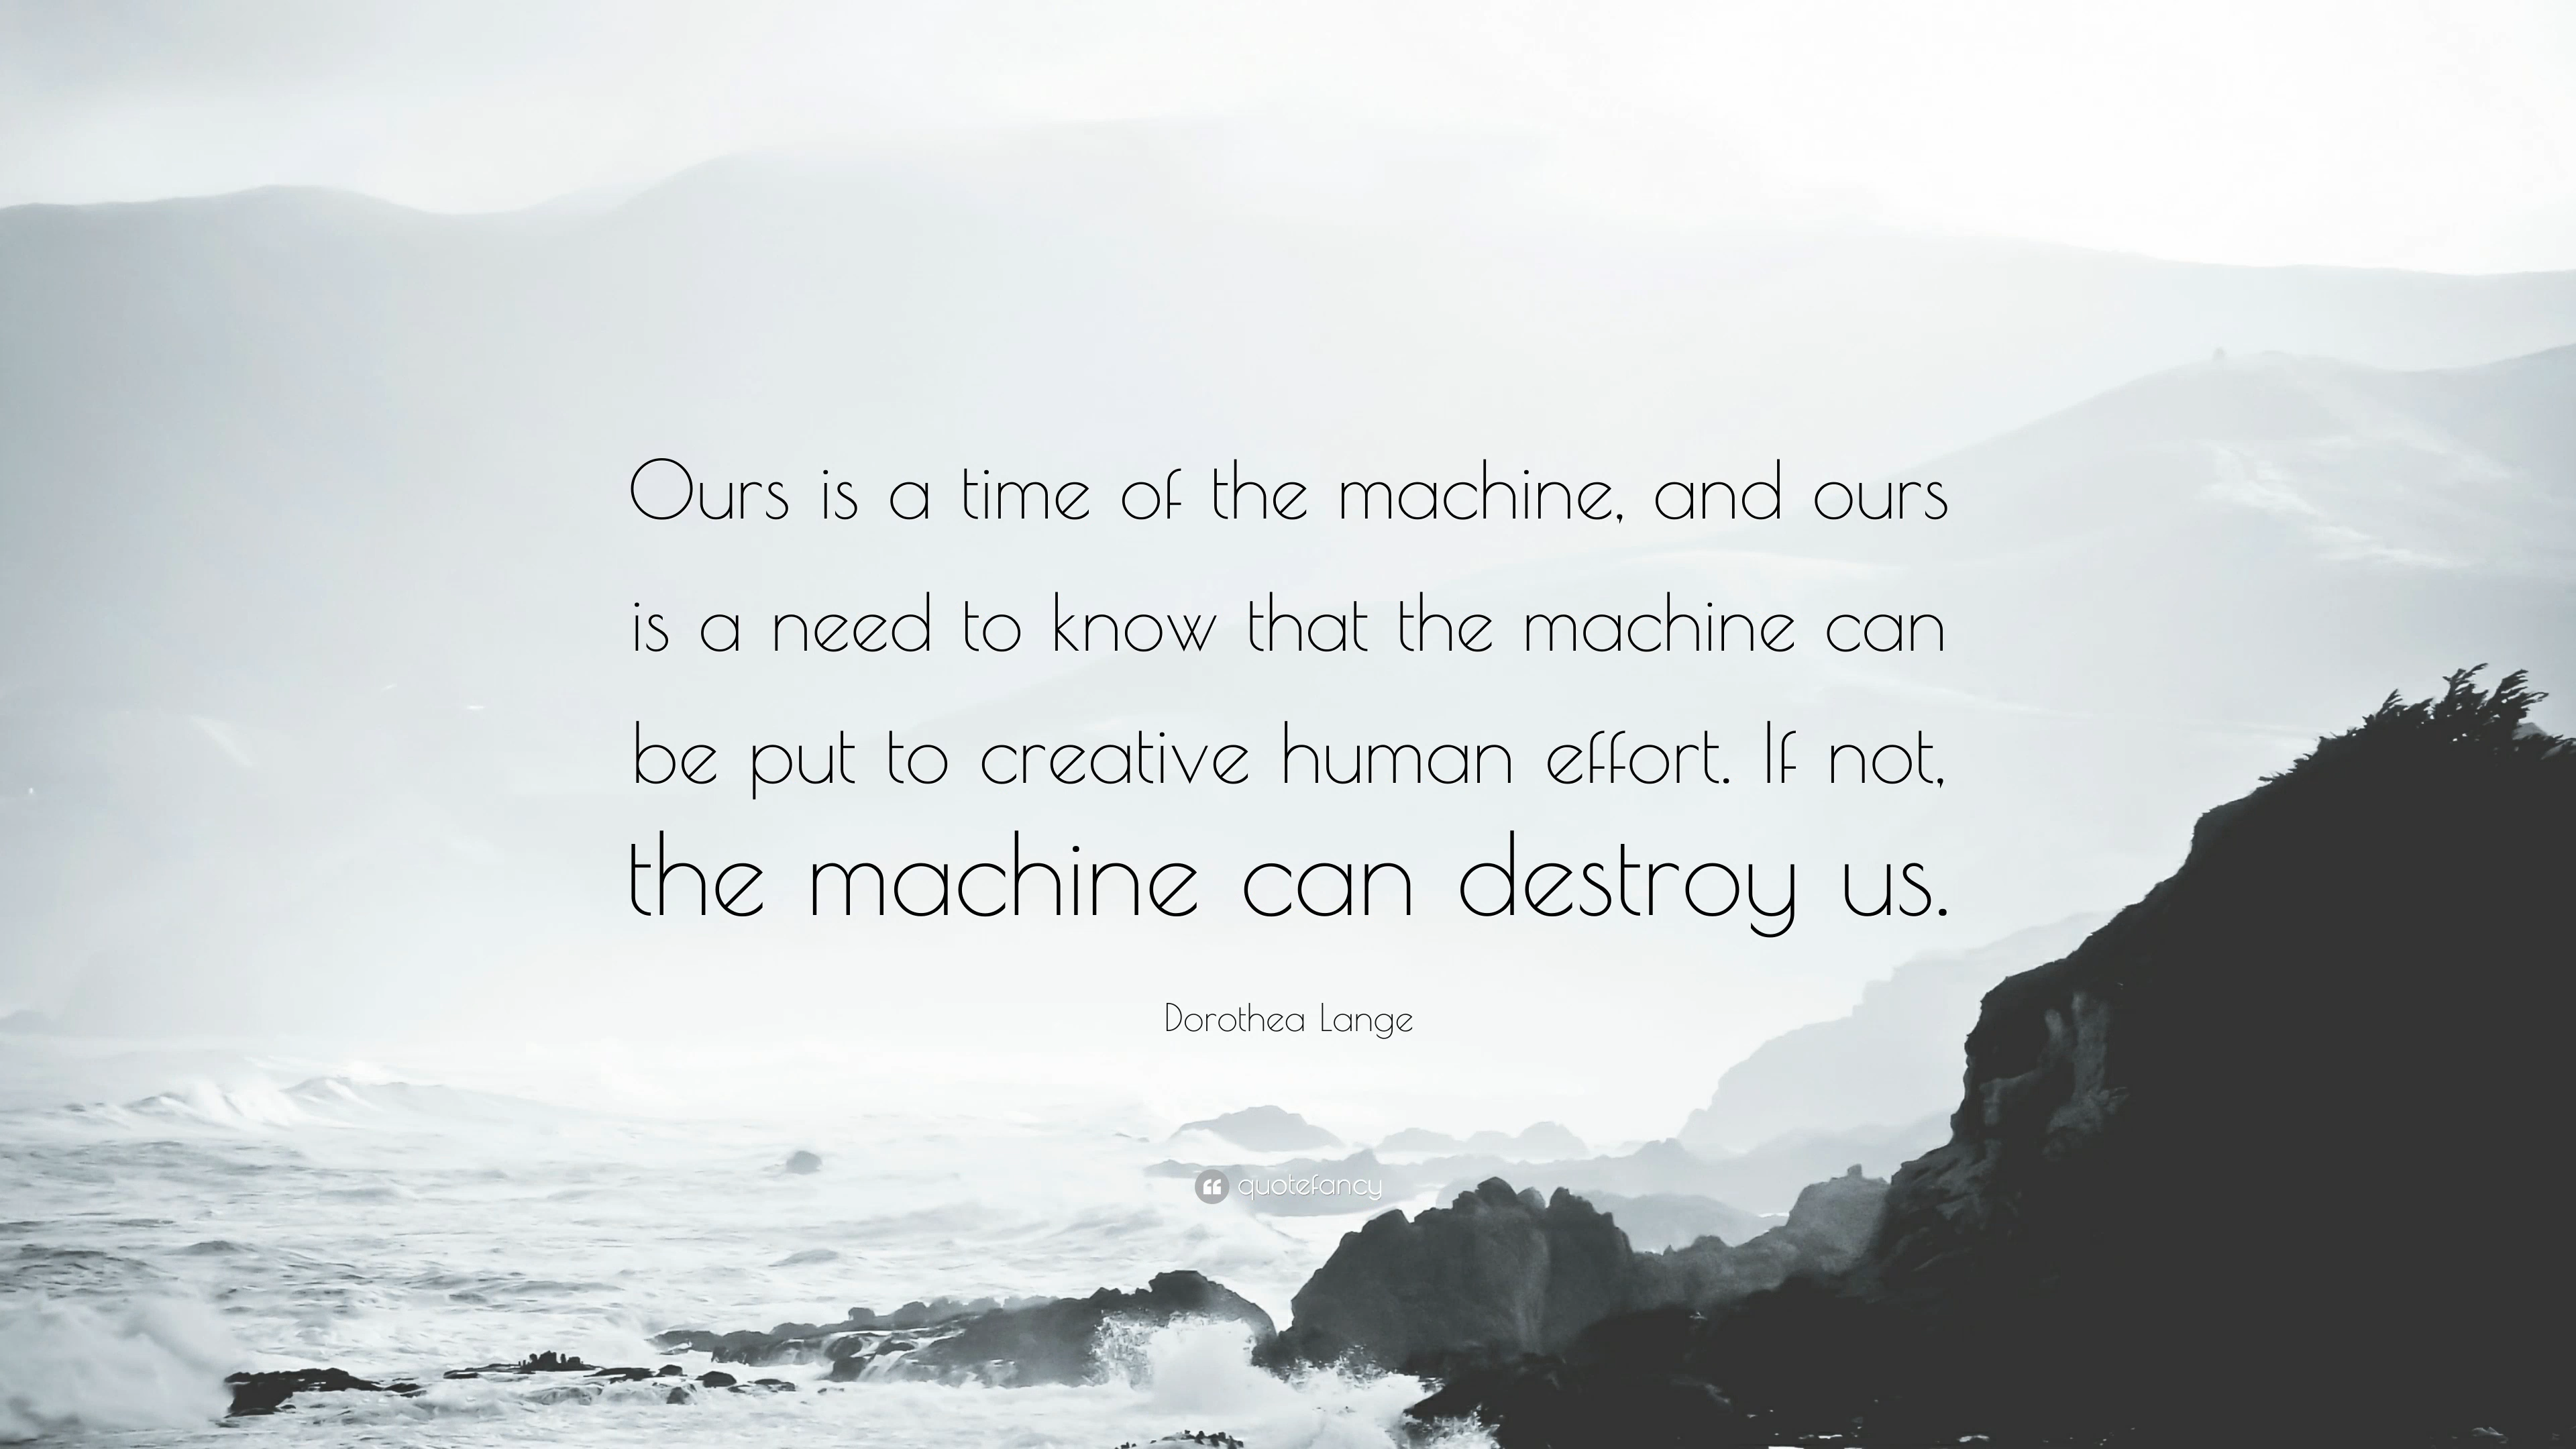 Ours is a time of the machine, and ours
is a need to know that the machine can
be put to creative human effort. If not,
the machine can destroy us.
Dorothea Lange
quotefancy